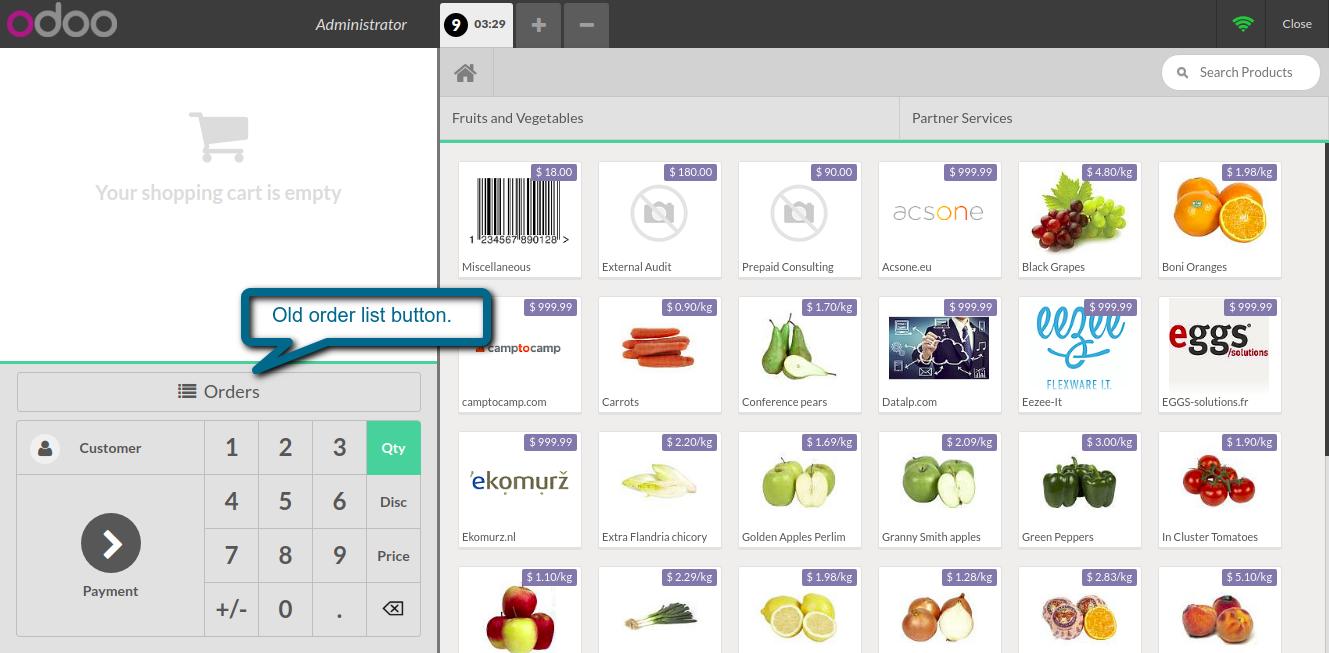 odoo
Administrator
9 03:29
+
−
Close
Search Products
Fruits and Vegetables
Partner Services
Your shopping cart is empty
$ 18.00
$ 180.00
$ 90.00
$ 999.99
$ 4.80/kg
$ 1.98/kg
1 234567 890128 >
acsone
Miscellaneous
External Audit
Prepaid Consulting
Acsone.eu
Black Grapes
Boni Oranges
Old order list button.
$ 999.99
$ 0.90/kg
$ 1.70/kg
$ 999.99
$ 999.99
$ 999.99
camptocamp
eezee
FLEXWARE I.T.
eggs
/solutions
camptocamp.com
Carrots
Conference pears
Datalp.com
Eezee-It
EGGS-solutions.fr
Orders
Customer
1
2
3
Qty
4
5
6
Disc
7
8
9
Price
Payment
+/-
0
.
$ 999.99
$ 2.20/kg
$ 1.69/kg
$ 2.09/kg
$ 3.00/kg
$ 1.90/kg
ekomurž
Ekomurz.nl
Extra Flandria chicory
Golden Apples Perlim
Granny Smith apples
Green Peppers
In Cluster Tomatoes
$ 1.10/kg
$ 2.29/kg
$ 1.98/kg
$ 1.28/kg
$ 2.83/kg
$ 5.10/kg